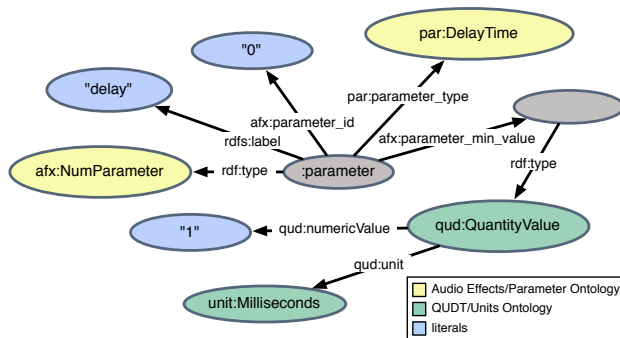 "0"
par:DelayTime
"delay"
par:parameter_type
afx:parameter_id
afx:parameter_min_value
rdfs:label
afx:NumParameter
rdf:type
:parameter
rdf:type
"1"
qud:numericValue
qud:QuantityValue
qud:unit
unit:Milliseconds
Audio Effects/Parameter Ontology
QUDT/Units Ontology
literals